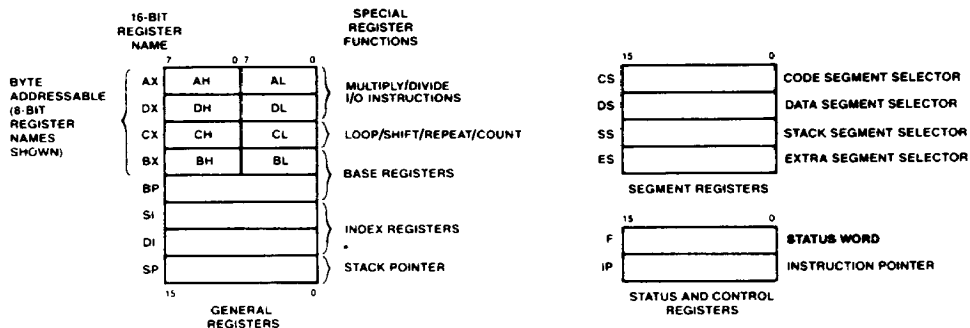 16-BIT
REGISTER
NAME
SPECIAL
REGISTER
FUNCTIONS
7 0 7 0
BYTE
ADDRESSABLE
(8-BIT
REGISTER
NAMES
SHOWN)
AX AH AL
DX DH DL
MULTIPLY/DIVIDE
I/O INSTRUCTIONS
CX CH CL
LOOP/SHIFT/REPEAT/COUNT
BX BH BL
BP
BASE REGISTERS
SI
DI
INDEX REGISTERS
SP
STACK POINTER
15 0
GENERAL
REGISTERS
15 0
CS CODE SEGMENT SELECTOR
DS DATA SEGMENT SELECTOR
SS STACK SEGMENT SELECTOR
ES EXTRA SEGMENT SELECTOR
SEGMENT REGISTERS
15 0
F STATUS WORD
IP INSTRUCTION POINTER
STATUS AND CONTROL
REGISTERS